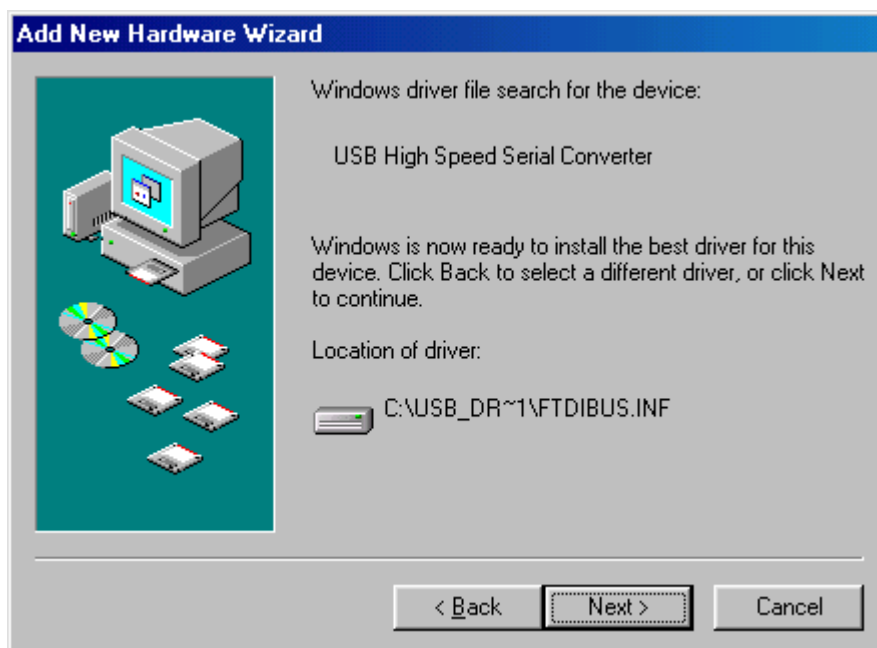 Add New Hardware Wizard
Windows driver file search for the device:
USB High Speed Serial Converter
Windows is now ready to install the best driver for this
device. Click Back to select a different driver, or click Next
to continue.
Location of driver:
C:\USB_DR~1\FTDIBUS.INF
< Back
Next >
Cancel